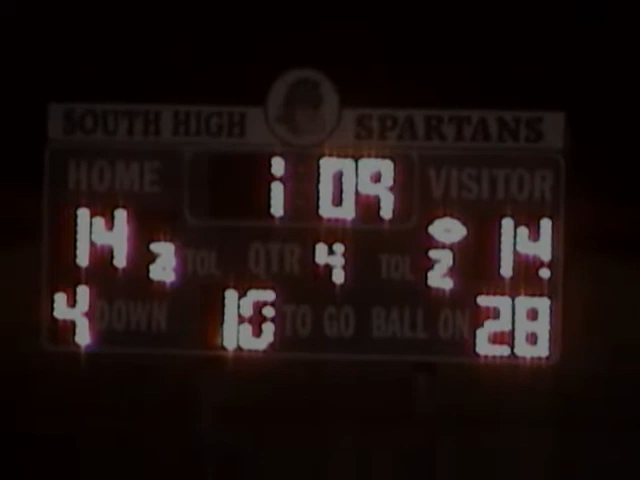 SOUTH HIGH SPARTANS
HOME 1 09 VISITOR
14 2 TOL QTR 4 TOL 2 14
4 DOWN 10 TO GO BALL ON 28